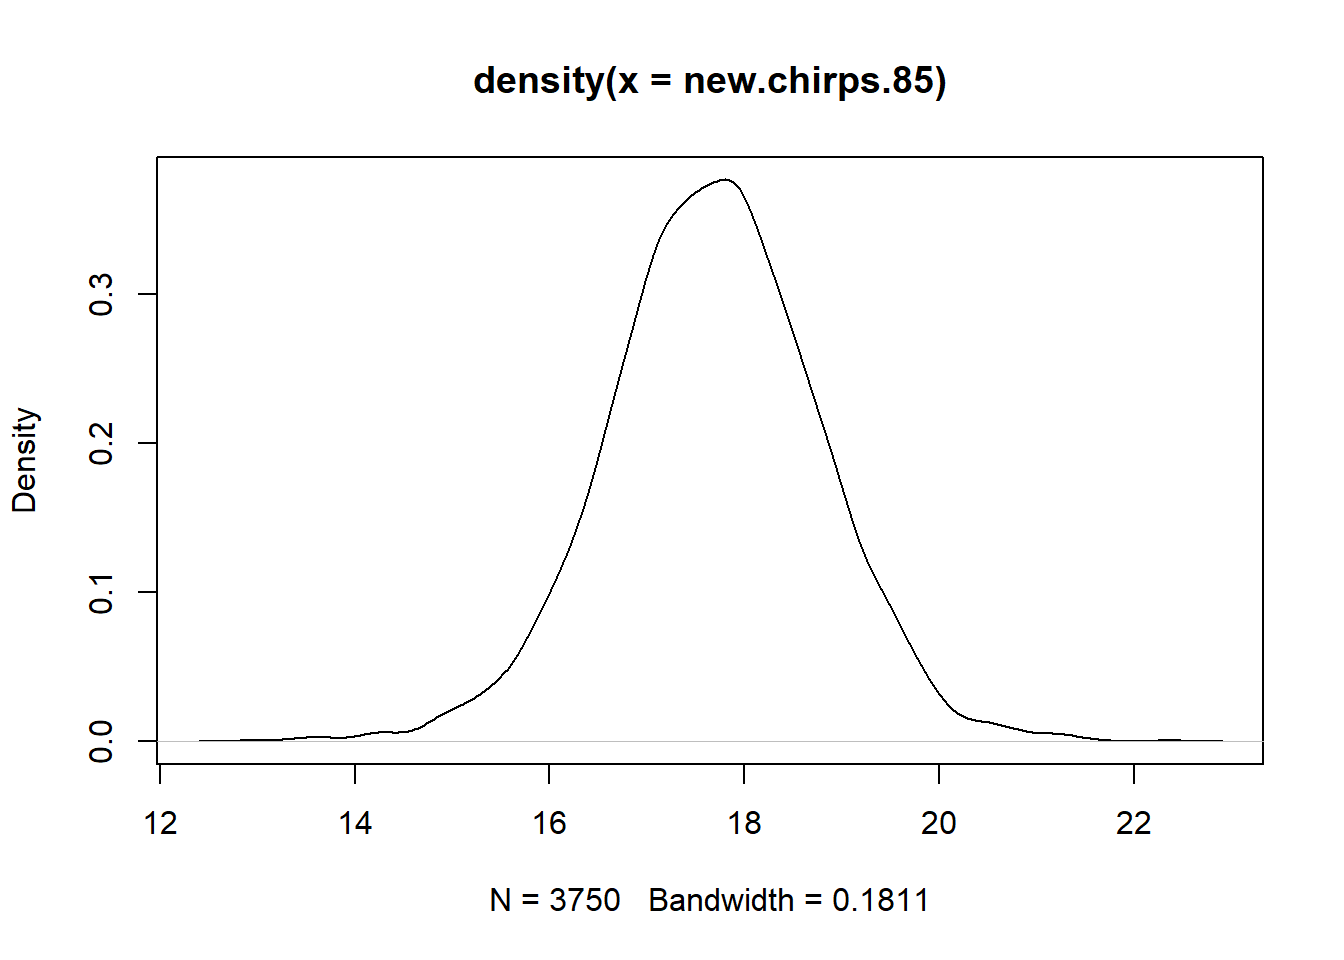 density(x = new.chirps.85)
Density
0.3
0.2
0.1
0.0
12 14 16 18 20 22
N = 3750 Bandwidth = 0.1811